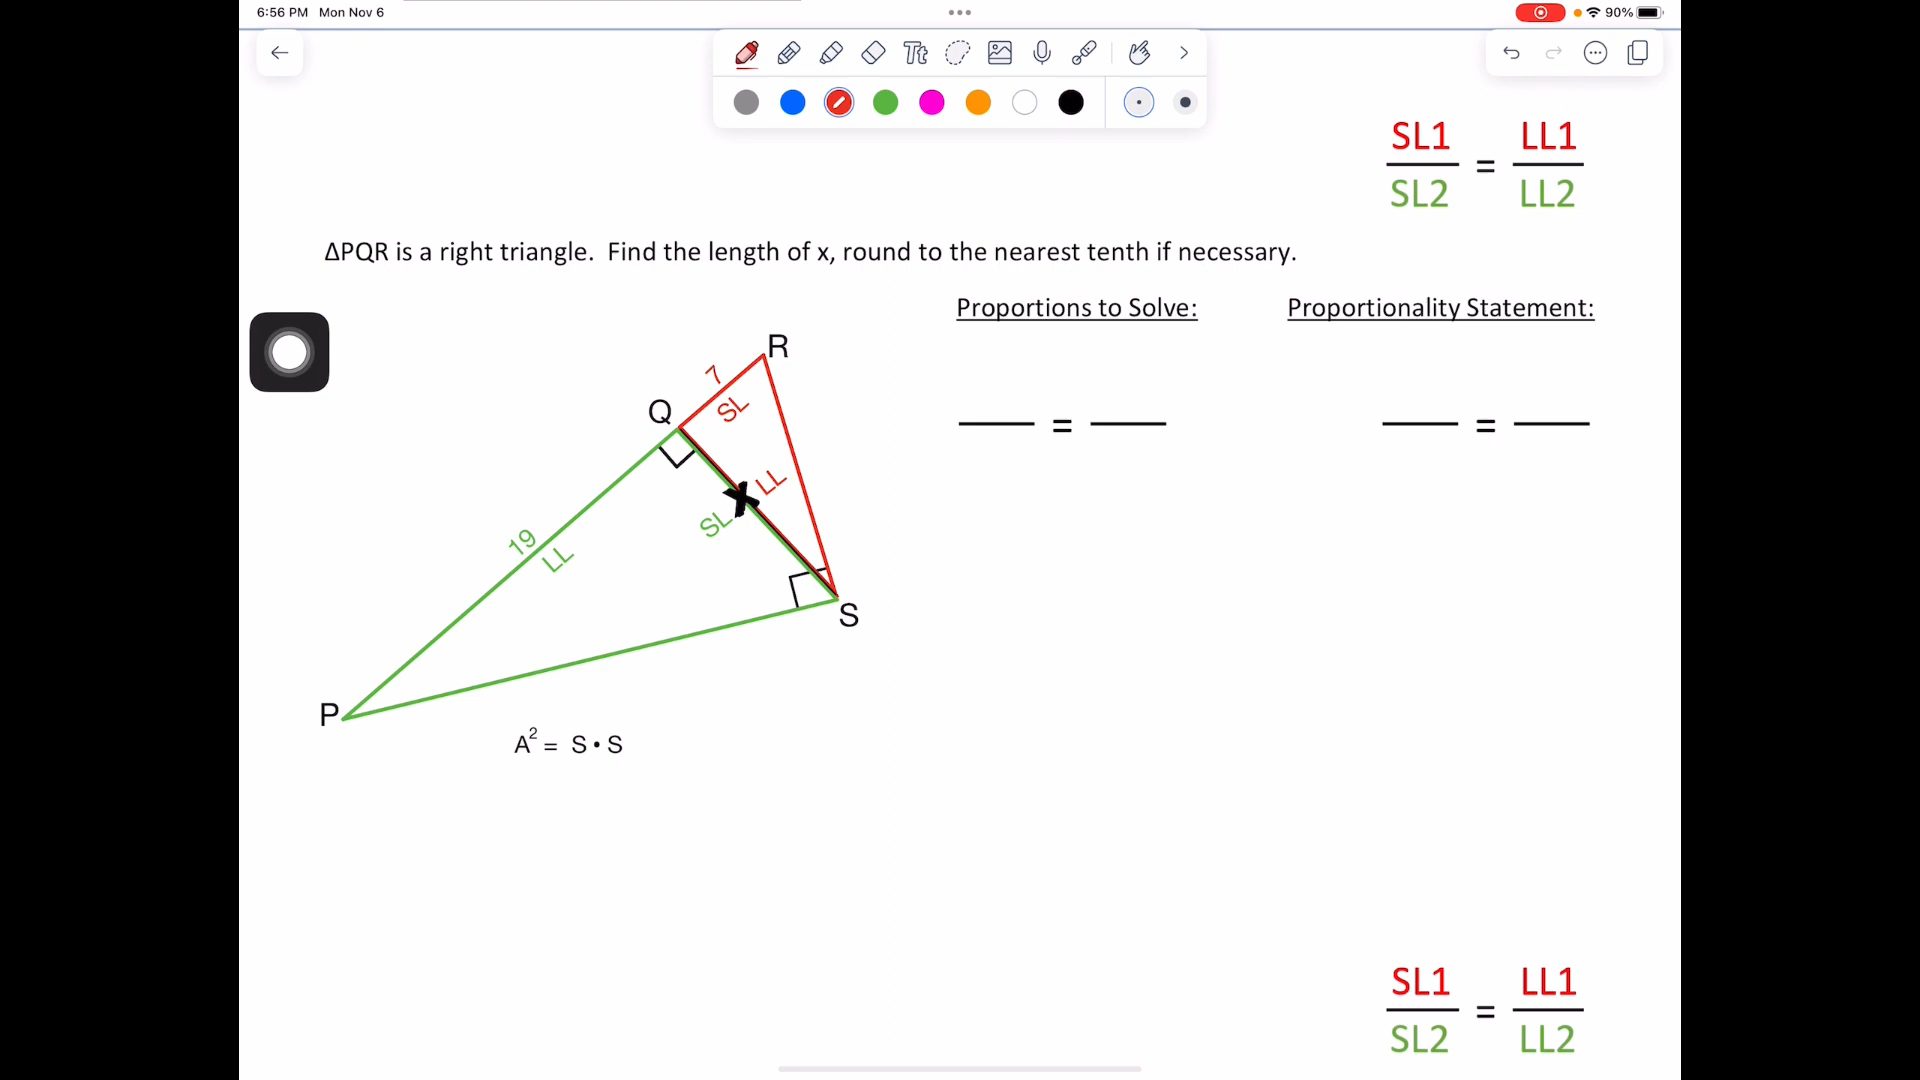 6:56 PM Mon Nov 6
90%
Tt
SL1 = LL1
SL2 LL2
ΔPQR is a right triangle. Find the length of x, round to the nearest tenth if necessary.
Proportions to Solve: Proportionality Statement:
R
7
SL
Q
=
=
LL
X
SL
19
LL
S
P
A² = S • S
SL1 = LL1
SL2 LL2